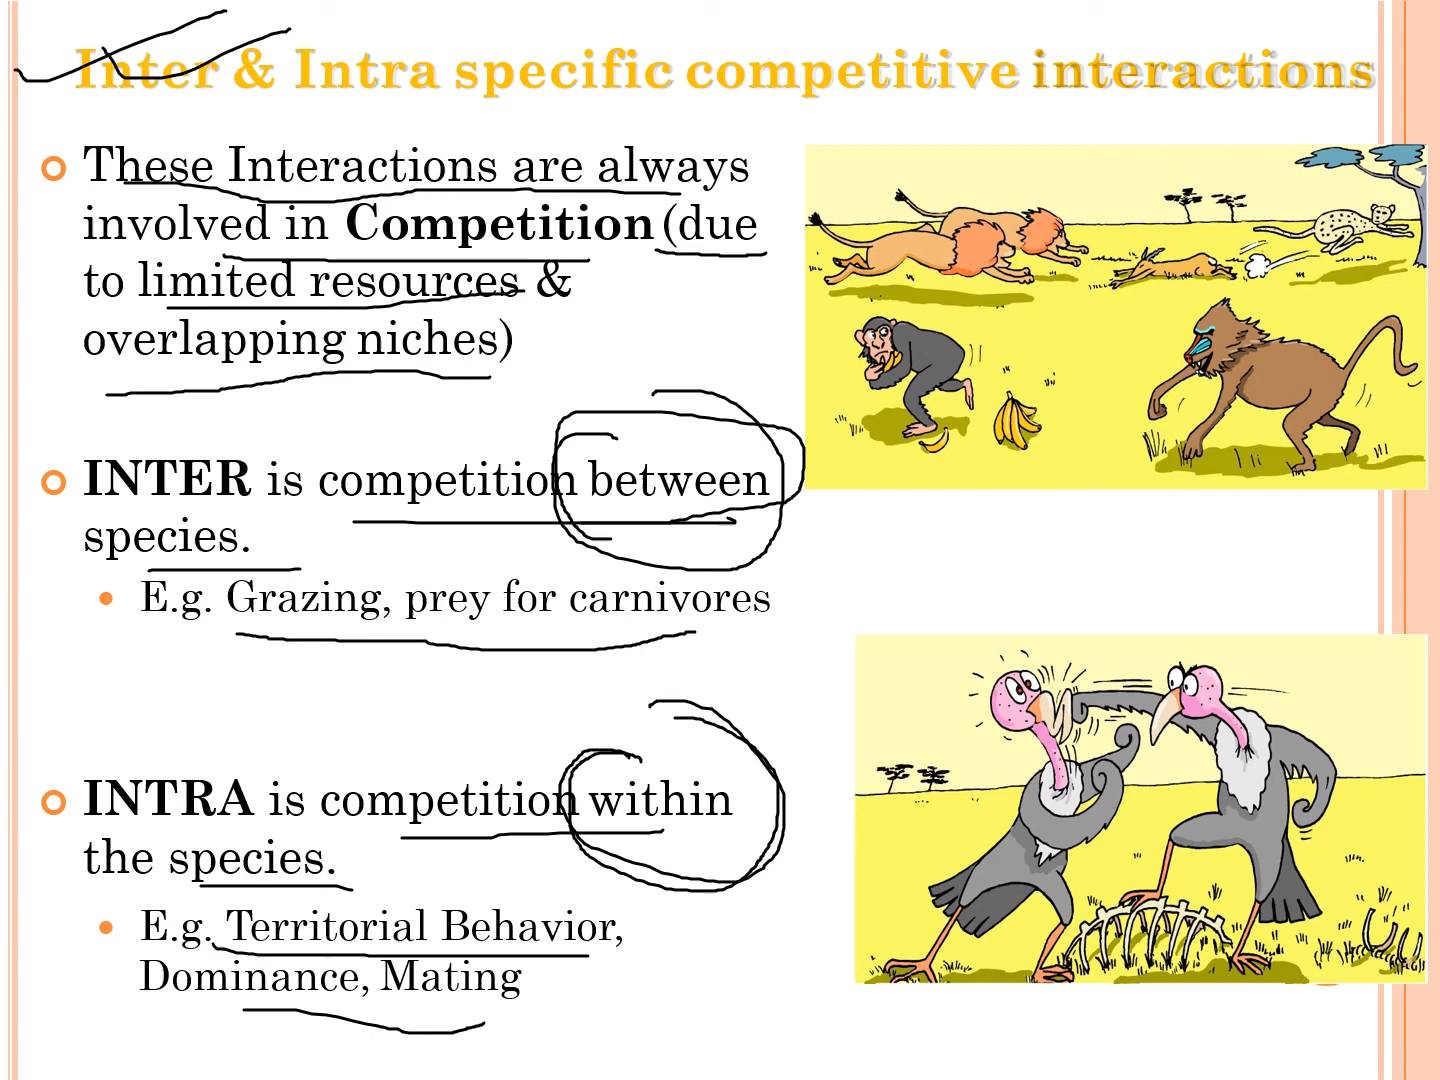 Inter & Intra specific competitive interactions
These Interactions are always
involved in Competition (due
to limited resources &
overlapping niches)
INTER is competition between
species.
E.g. Grazing, prey for carnivores
INTRA is competition within
the species.
E.g. Territorial Behavior,
Dominance, Mating